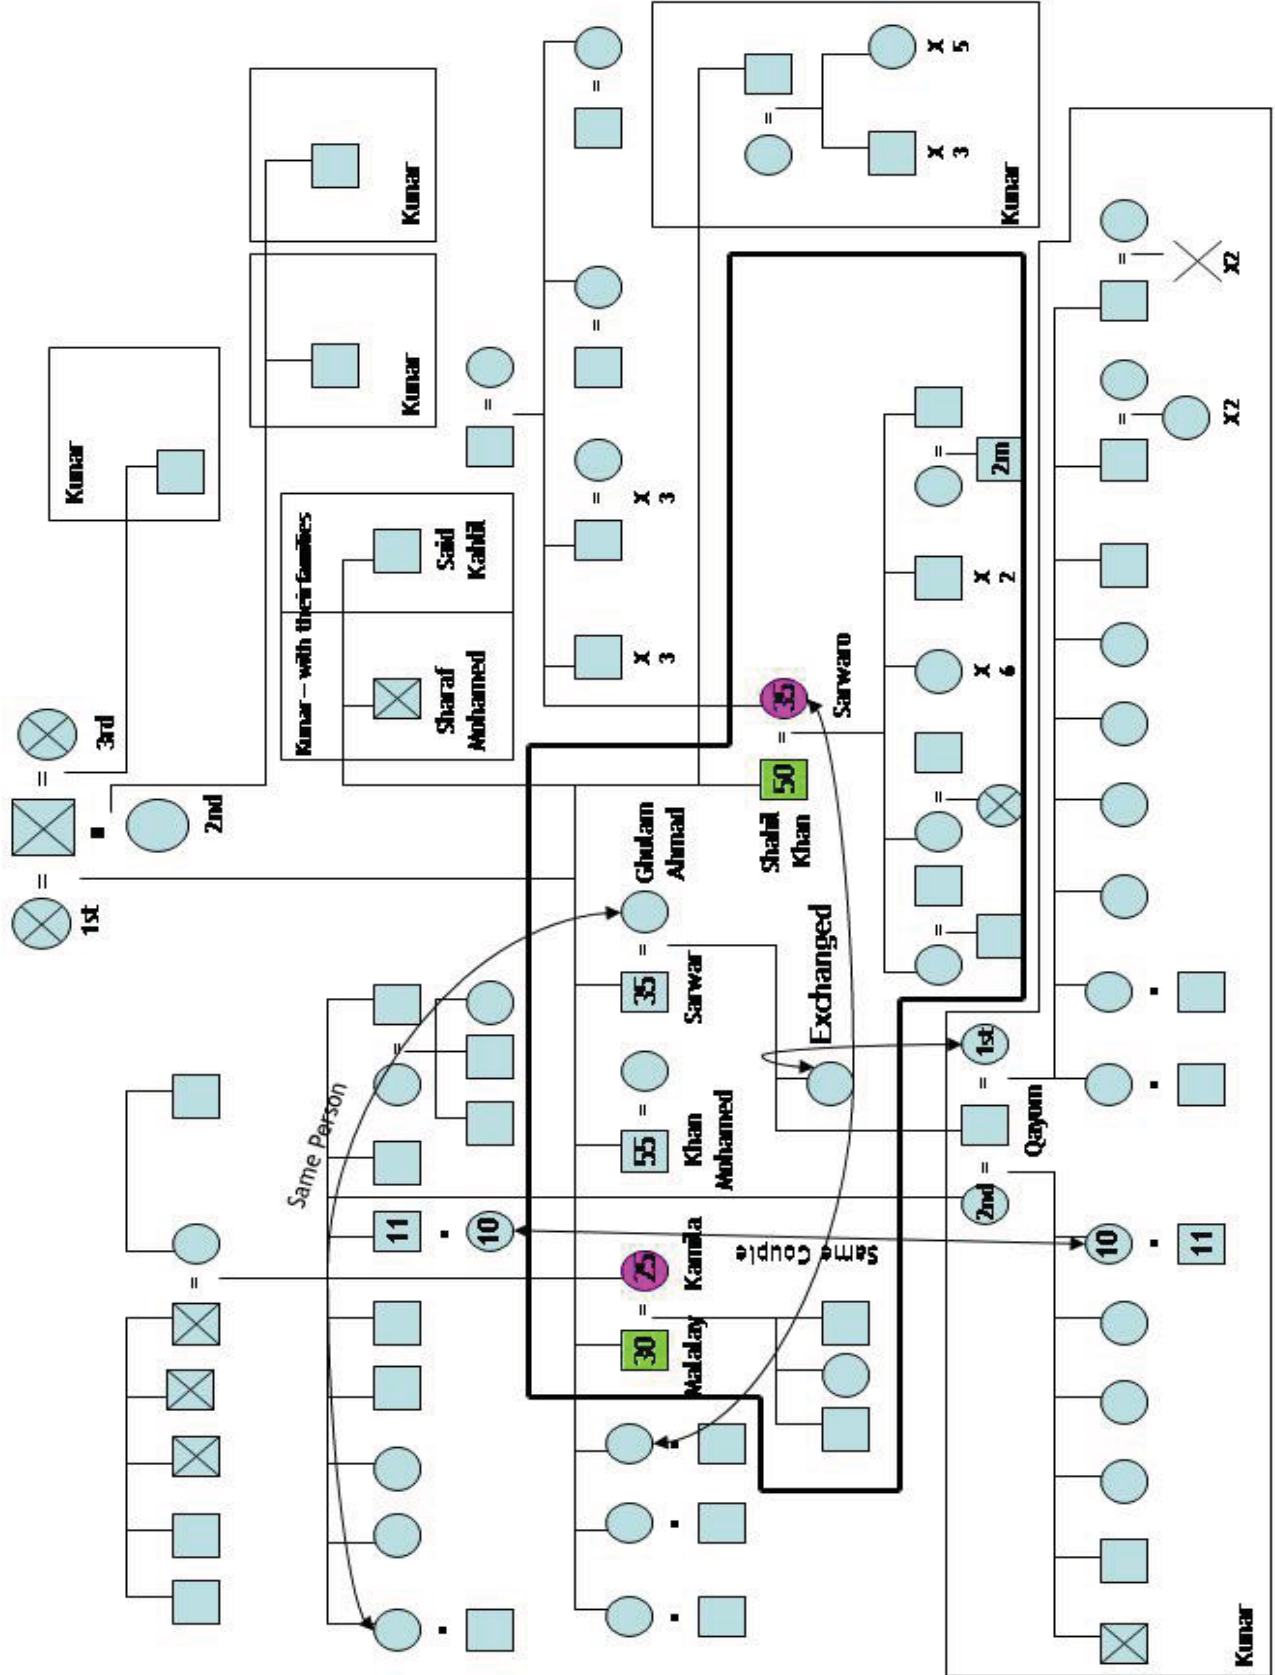 1st
2nd
3rd
Kunar
Kunar
Kunar
Kunar – with their families
Sharaf
Mohamed
Said
Kahlil
X
3
X
3
Kunar
X
3
X
5
Same Person
11
10
30
Malalay
25
Kamila
55
Khan
Mohamed
35
Sarwar
Ghulam
Ahmad
50
Shahil
Khan
35
Sarwaro
Exchanged
Same Couple
X
6
X
2
2m
2nd
Qayom
1st
10
11
X2
X2
Kunar